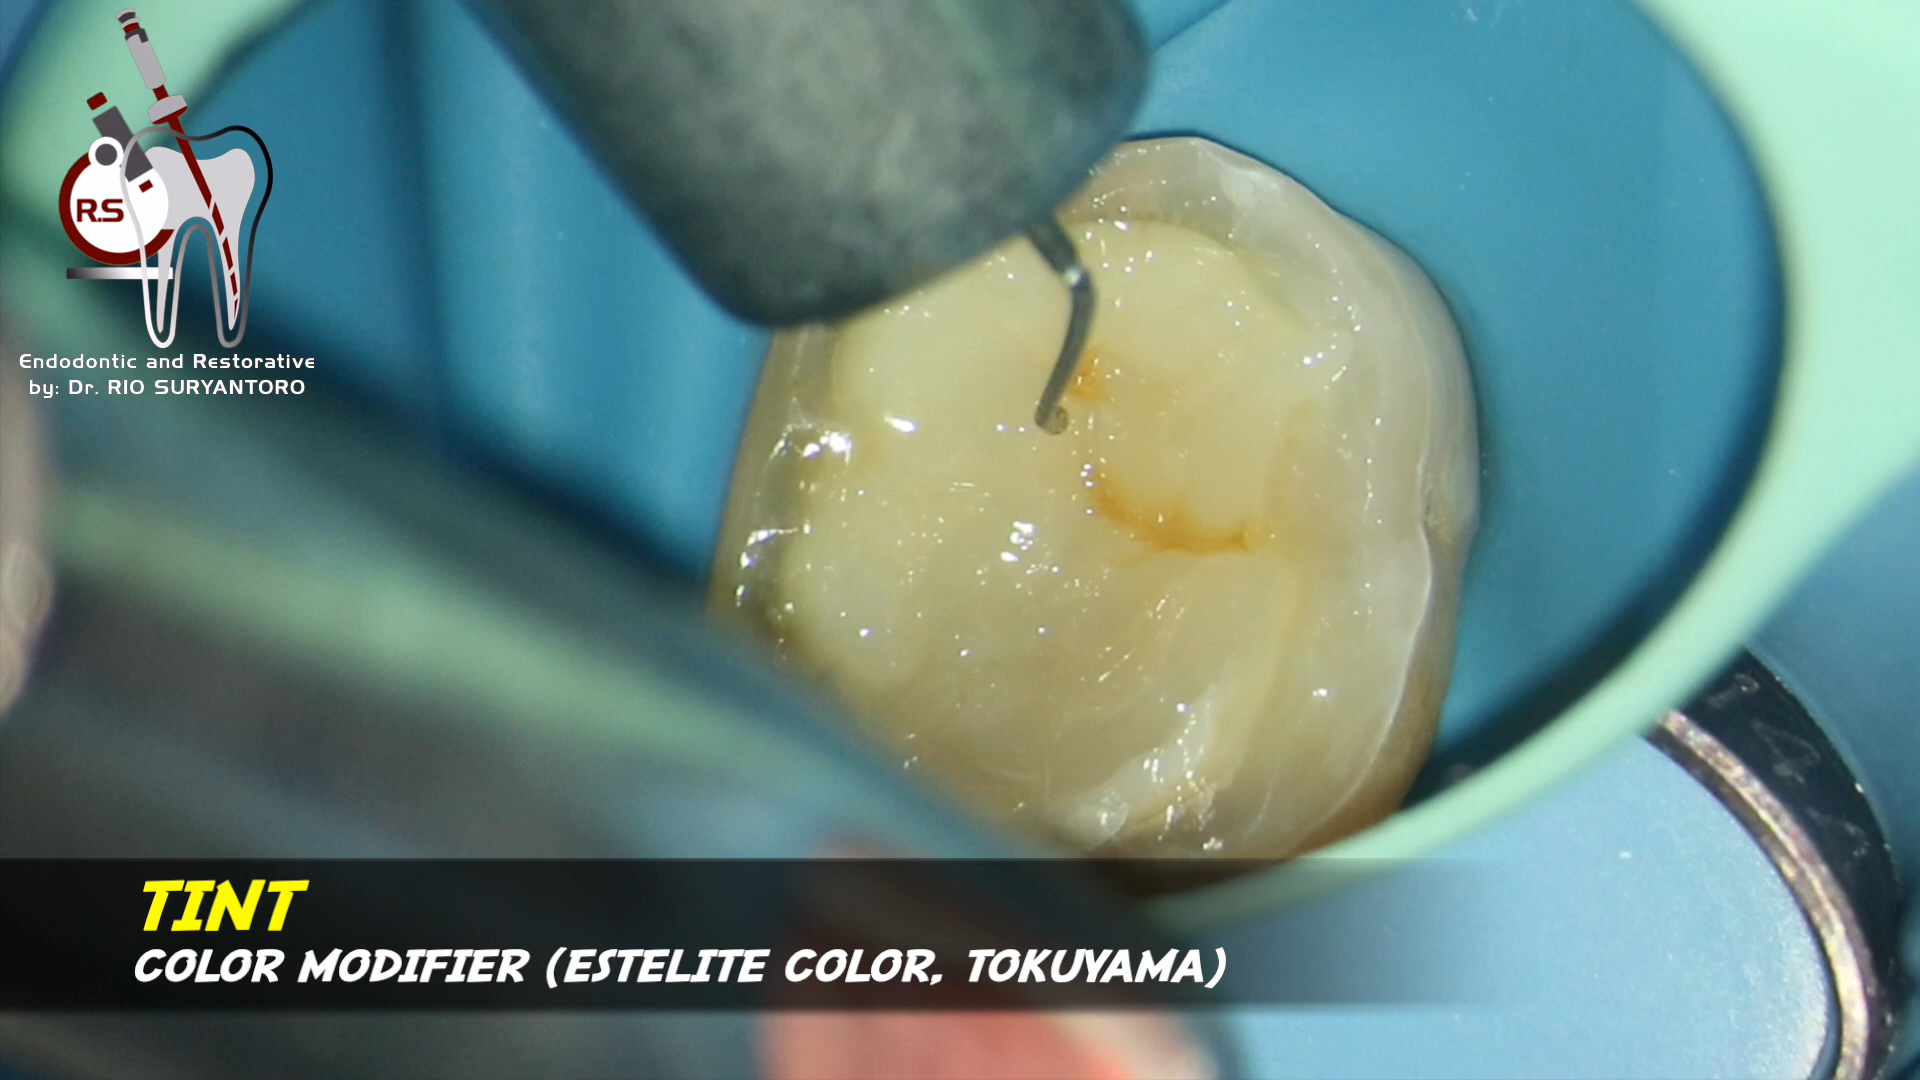 R.S
Endodontic and Restorative
by: Dr. RIO SURYANTORO
TINT
COLOR MODIFIER (ESTELITE COLOR, TOKUYAMA)